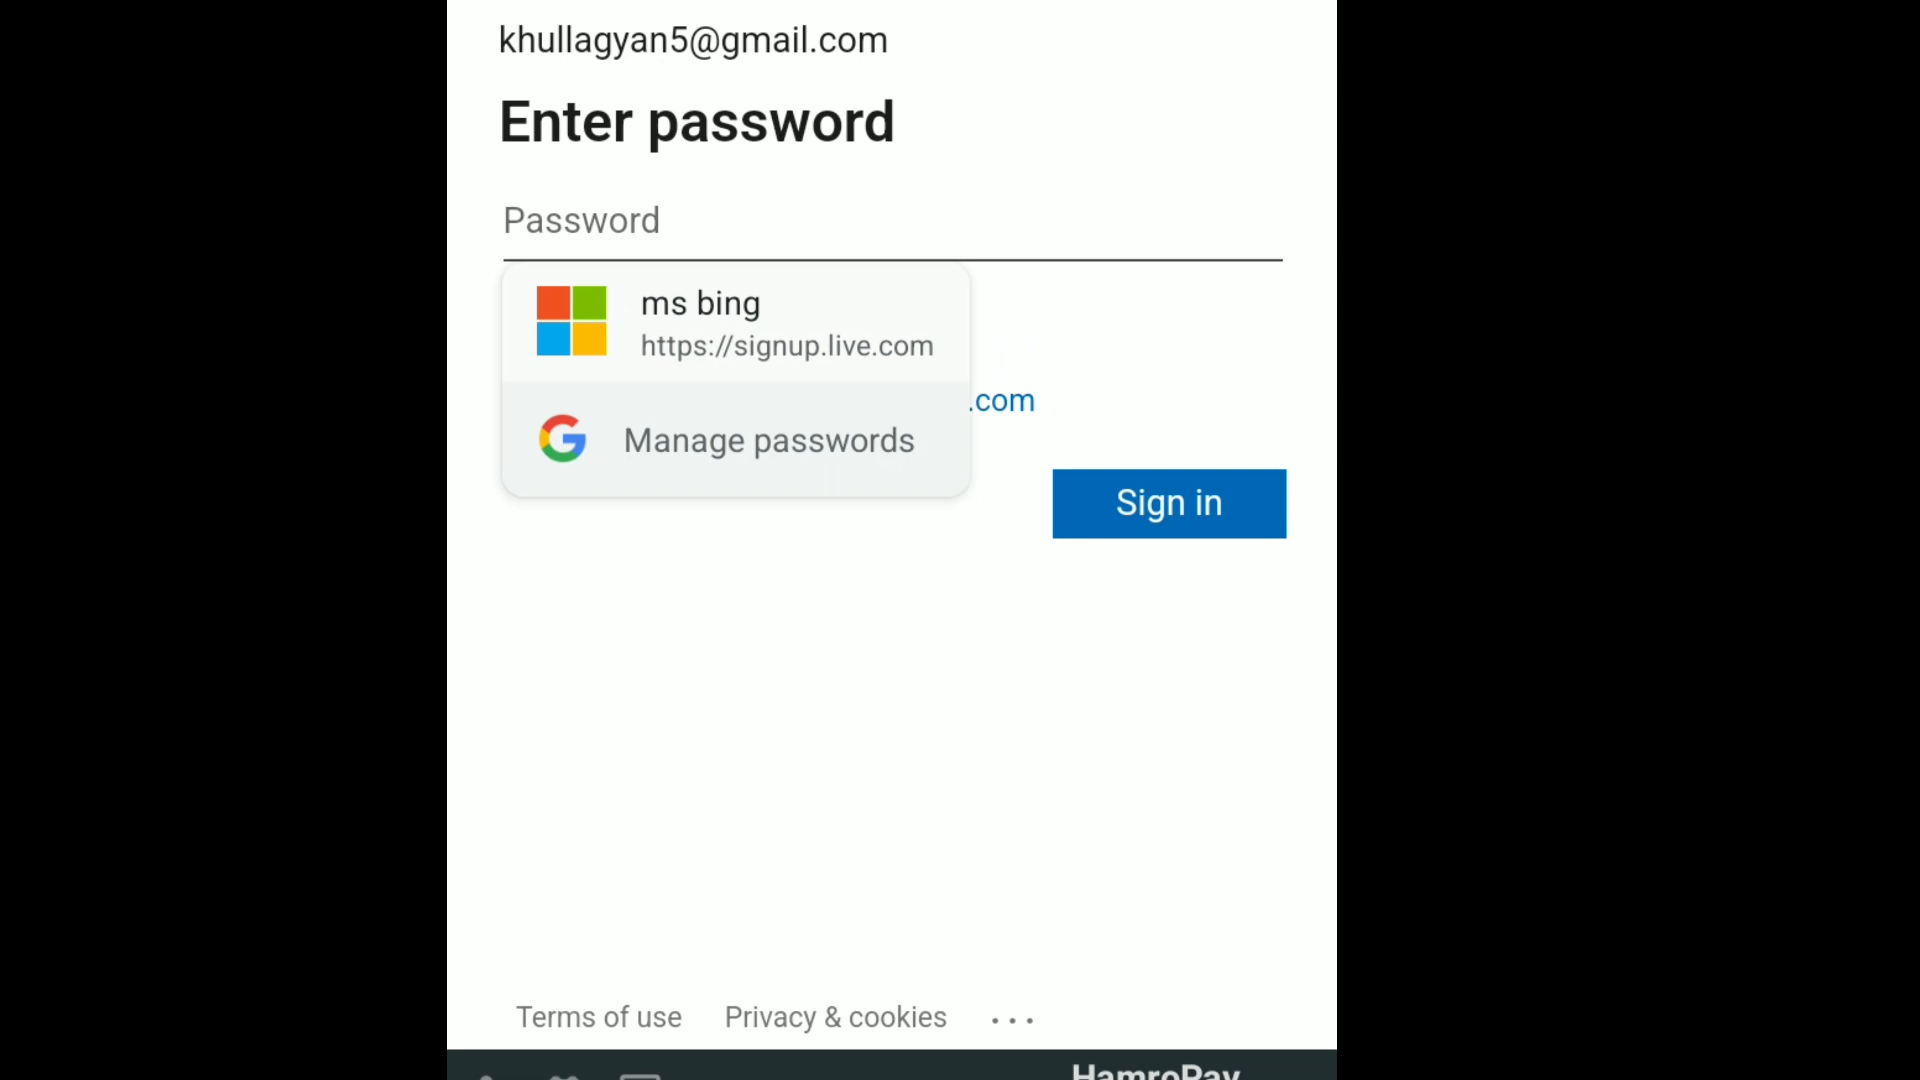 khullagyan5@gmail.com
Enter password
Password
ms bing
https://signup.live.com
.com
Manage passwords
Sign in
Terms of use Privacy & cookies ...
HamroPay